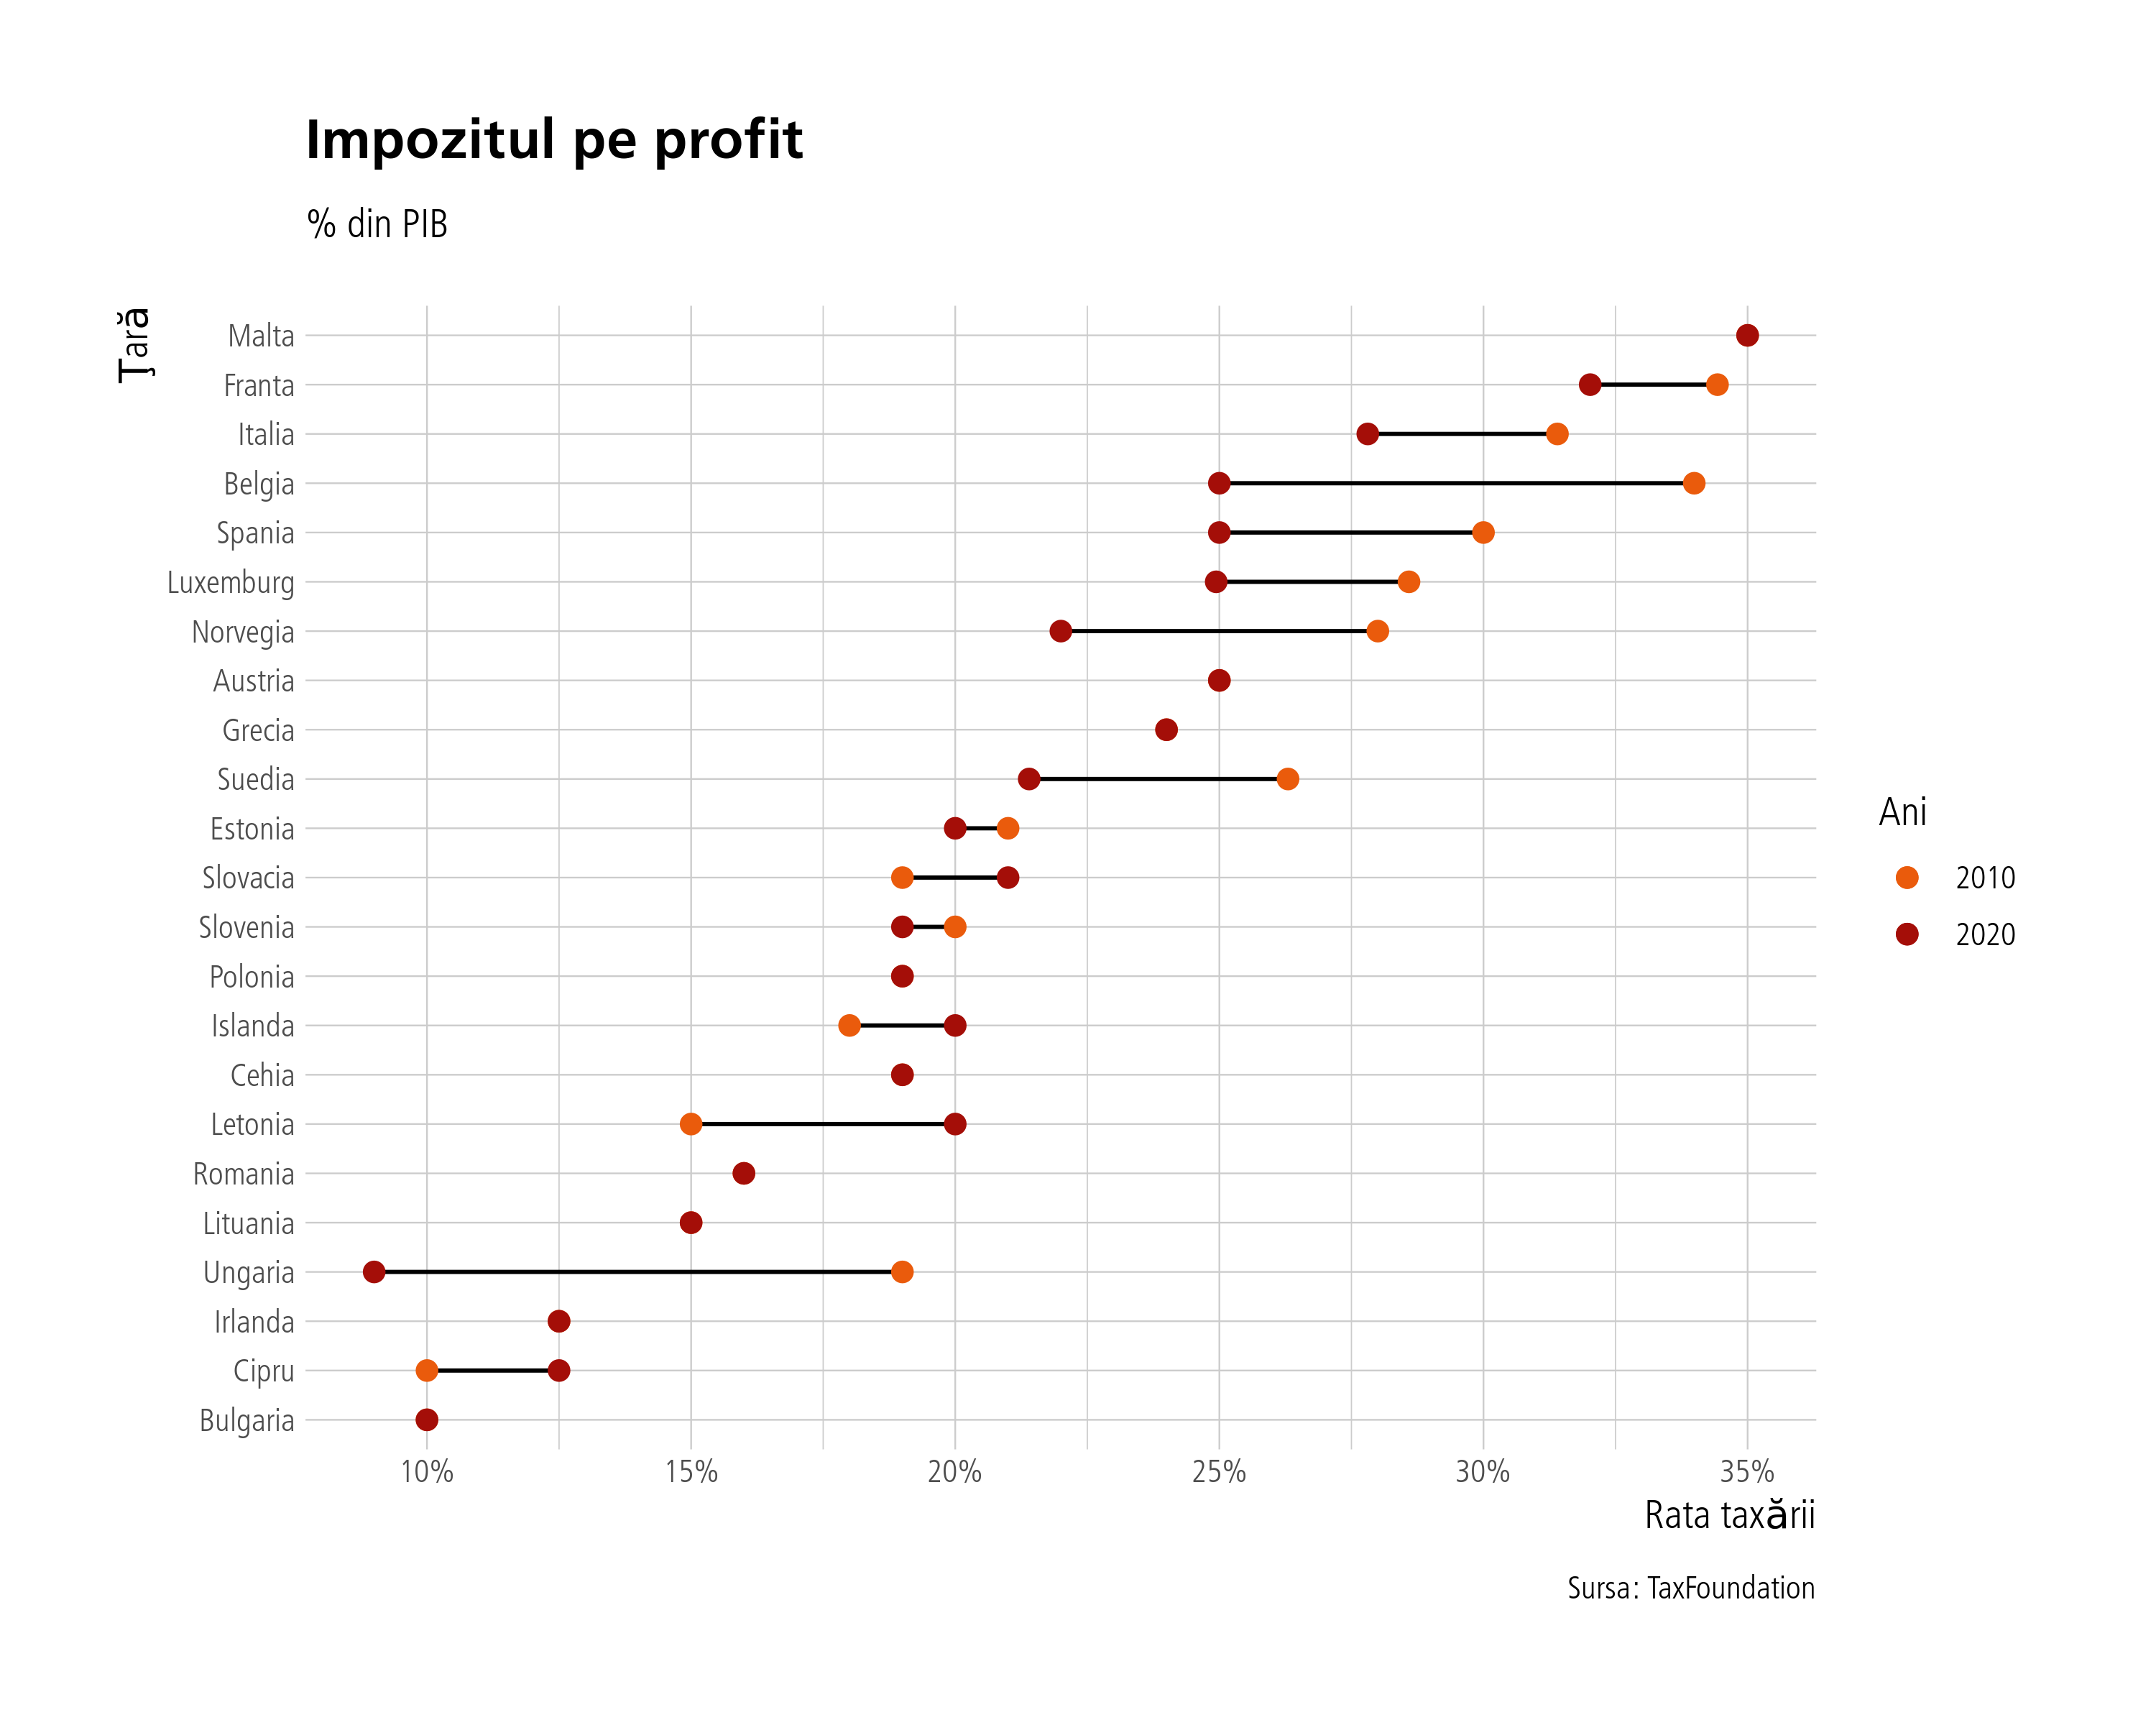 Impozitul pe profit
% din PIB
Ţară
Malta
Franta
Italia
Belgia
Spania
Luxemburg
Norvegia
Austria
Grecia
Suedia
Estonia
Slovacia
Slovenia
Polonia
Islanda
Cehia
Letonia
Romania
Lituania
Ungaria
Irlanda
Cipru
Bulgaria
10% 15% 20% 25% 30% 35%
Rata taxării
Ani
2010
2020
Sursa: TaxFoundation